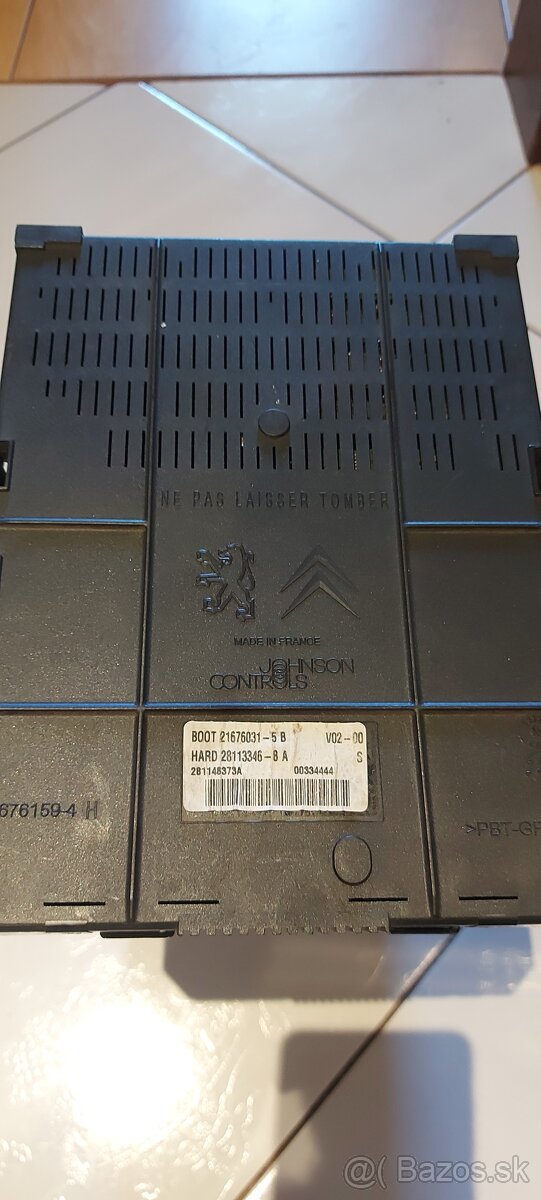 NE PAS LAISSER TOMBER
MADE IN FRANCE
JOHNSON
CONTROLS
BOOT 21676031-5 B V02-00
HARD 28113346-8 A S
281148373A 00334444
676159-4 H
>PBT-GF
@( Bazos.sk